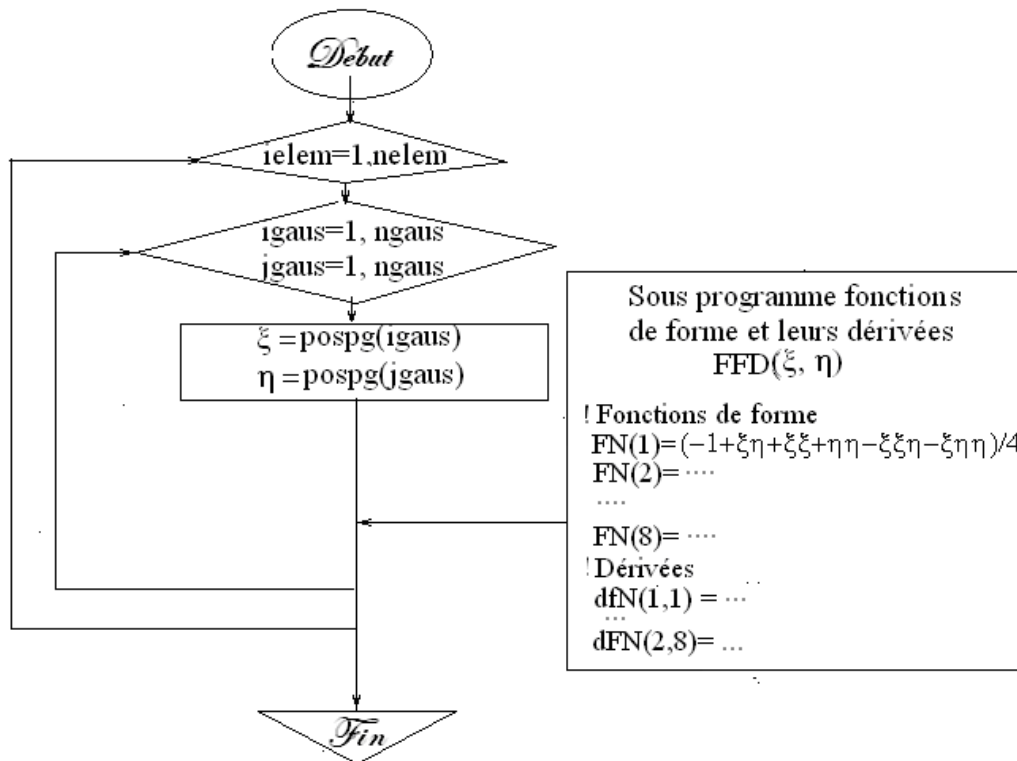 Début
ielem=1,nelem
igaus=1, ngaus
jgaus=1, ngaus
ξ =pospg(igaus)
η =pospg(jgaus)
Sous programme fonctions
de forme et leurs dérivées
FFD(ξ, η)
! Fonctions de forme
FN(1)=(-1+ξη+ξξ+ηη-ξξη-ξηη)/4
FN(2)= ....
....
FN(8)= ....
! Dérivées
dfN(1,1) = ...
...
dFN(2,8)= ...
Fin